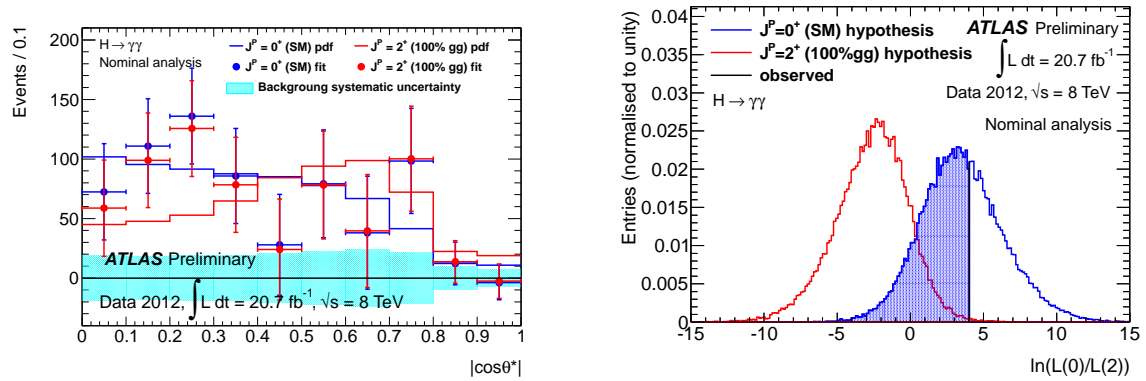 Events / 0.1
200
150
100
50
0
H→γγ
Nominal analysis
J^P = 0^+ (SM) pdf
J^P = 2^+ (100% gg) pdf
J^P = 0^+ (SM) fit
J^P = 2^+ (100% gg) fit
Backgroung systematic uncertainty
ATLAS Preliminary
Data 2012, ∫L dt = 20.7 fb^-1, √s = 8 TeV
0 0.1 0.2 0.3 0.4 0.5 0.6 0.7 0.8 0.9 1
|cosθ*|
Entries (normalised to unity)
0.04
0.035
0.03
0.025
0.02
0.015
0.01
0.005
0
J^P=0^+ (SM) hypothesis
J^P=2^+ (100%gg) hypothesis
observed
H→γγ
ATLAS Preliminary
∫L dt = 20.7 fb^-1
Data 2012, √s = 8 TeV
Nominal analysis
-15 -10 -5 0 5 10 15
ln(L(0)/L(2))